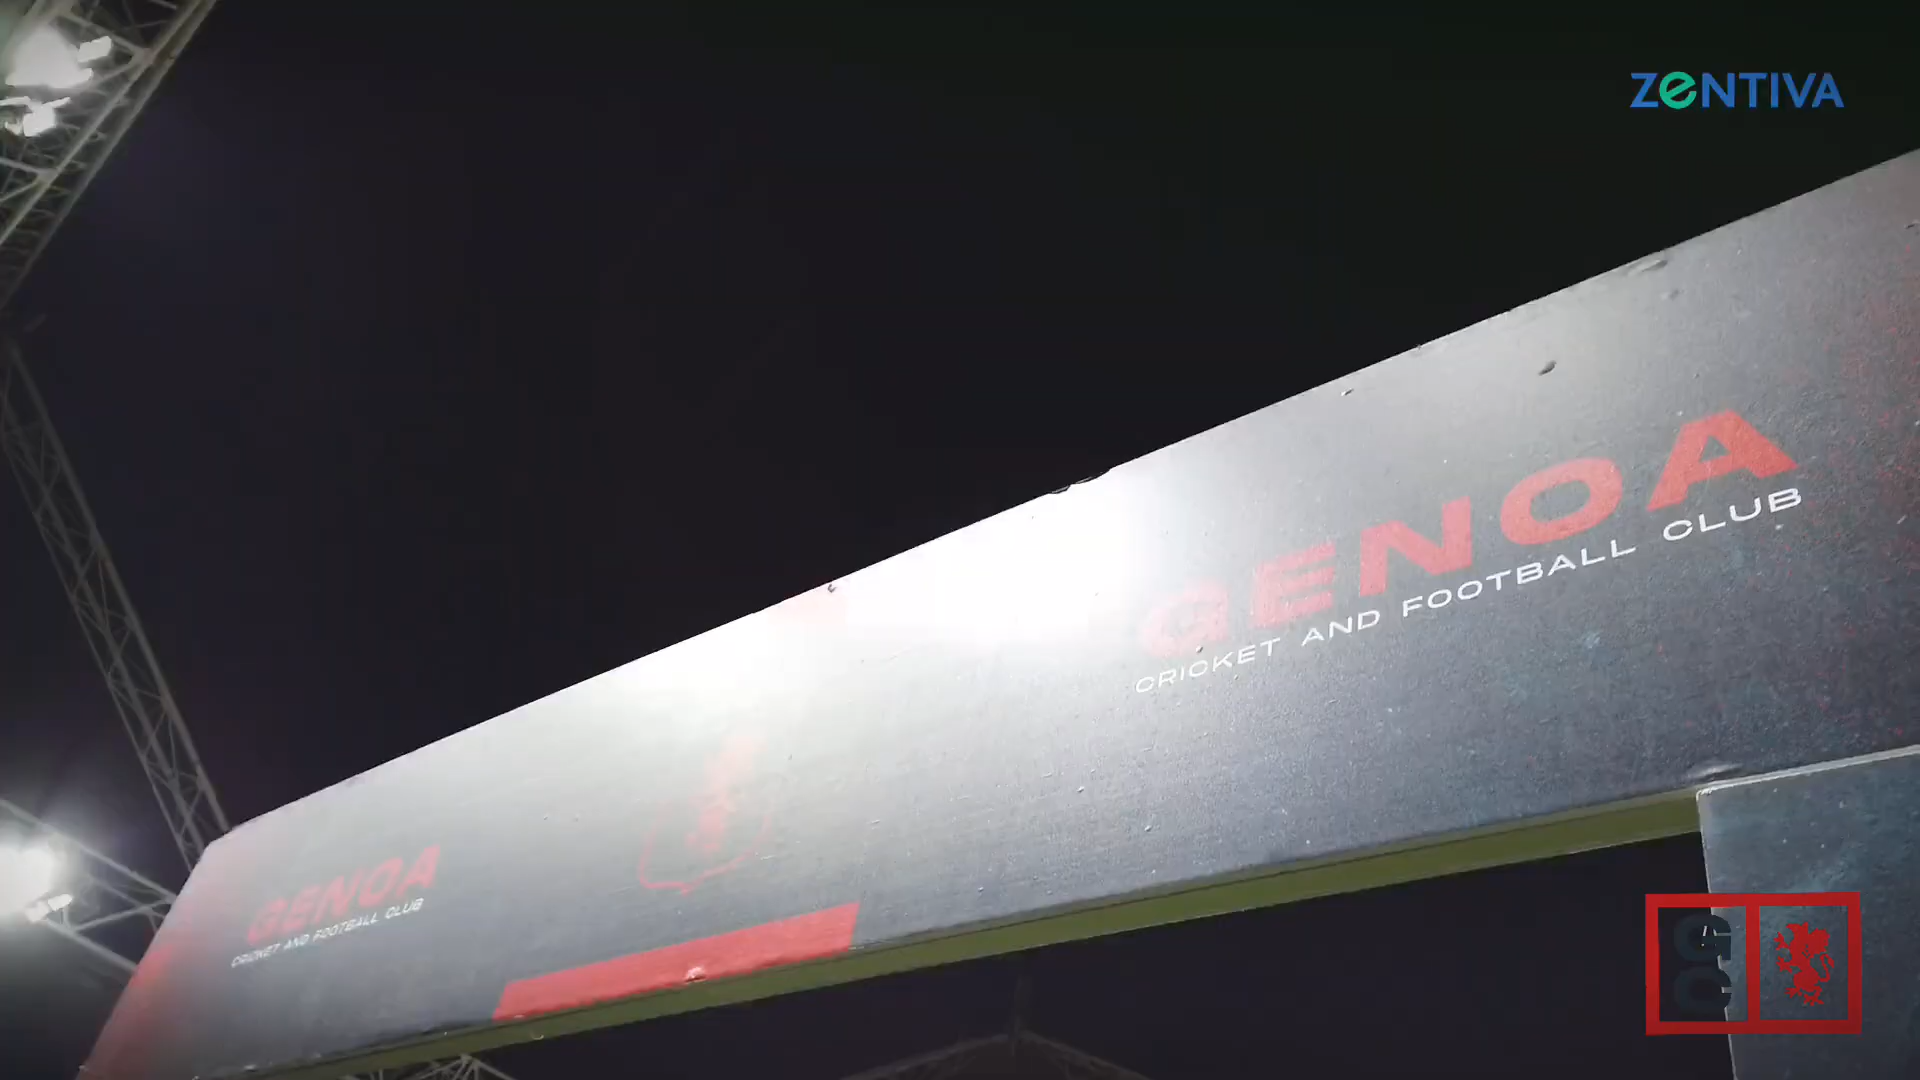 ZENTIVA
GENOA
CRICKET AND FOOTBALL CLUB
GENOA
CRICKET AND FOOTBALL CLUB